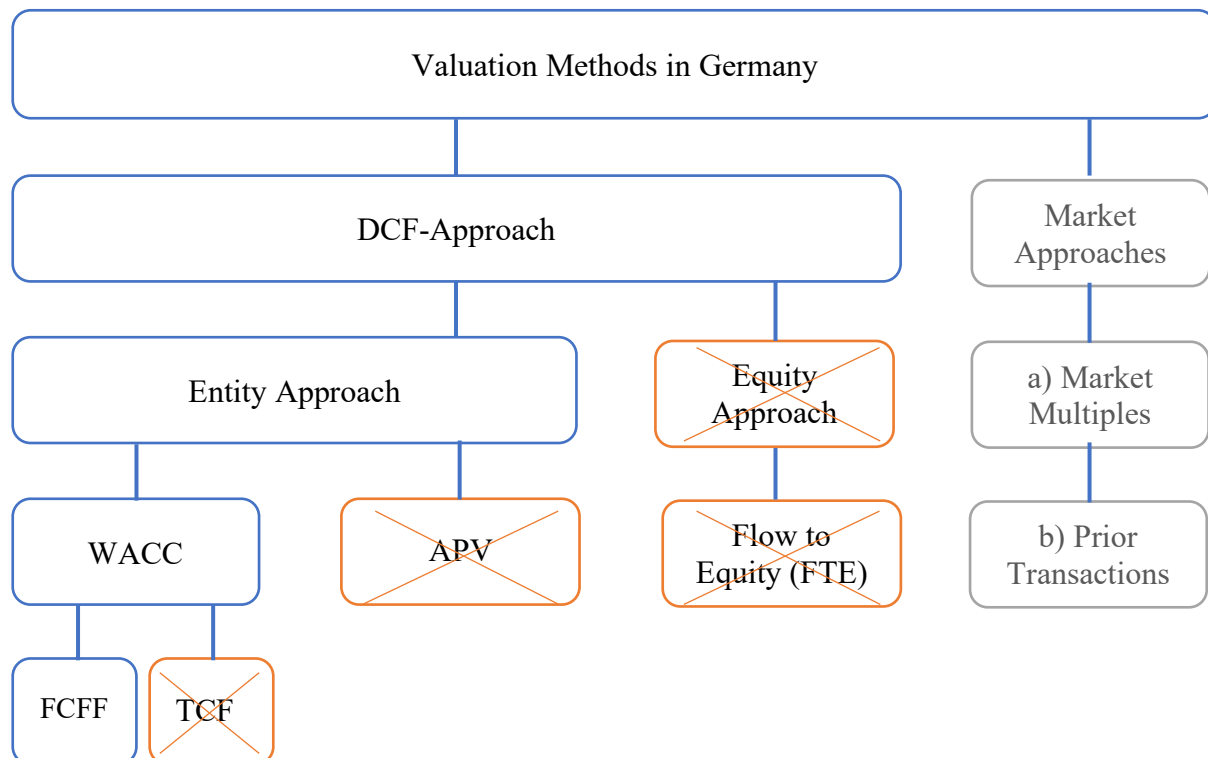 Valuation Methods in Germany
DCF-Approach
Market
Approaches
Entity Approach
Equity
Approach
a) Market
Multiples
WACC
APV
Flow to
Equity (FTE)
b) Prior
Transactions
FCFF
TCF